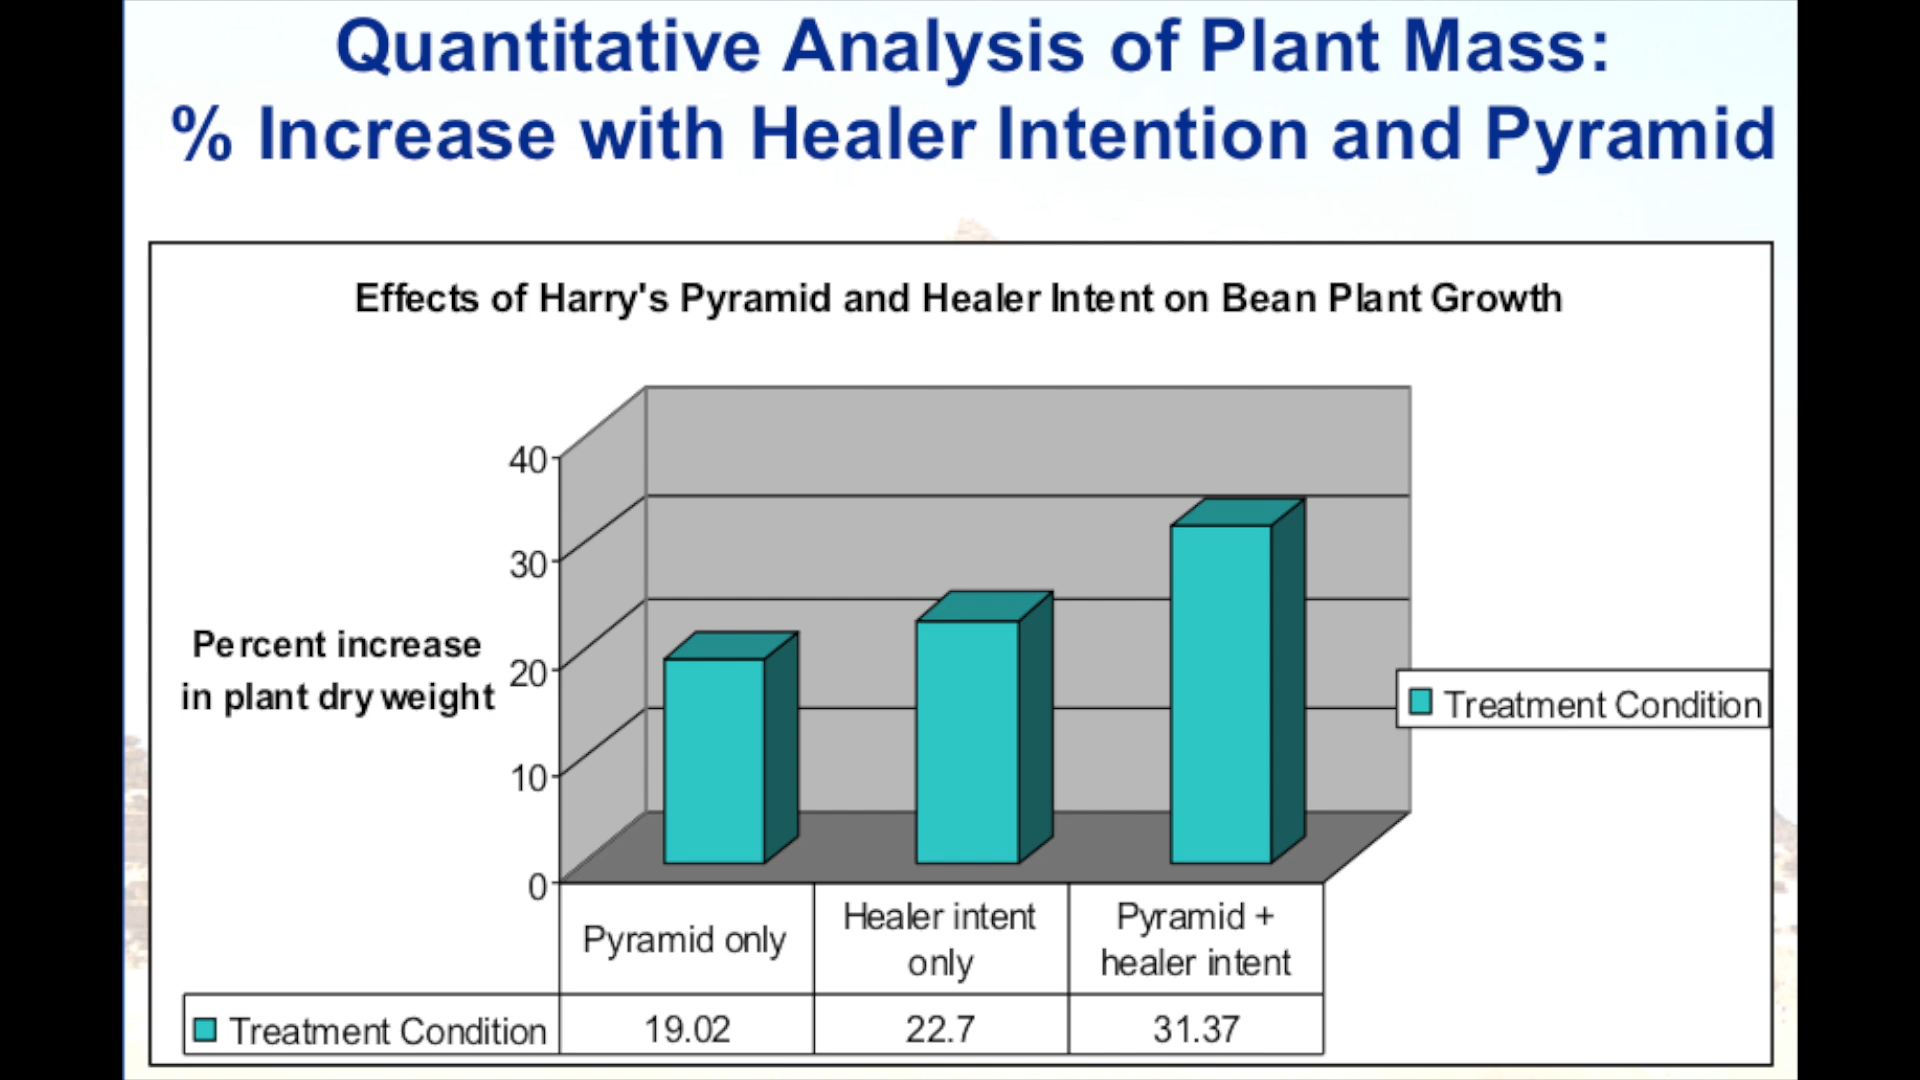 Quantitative Analysis of Plant Mass:
% Increase with Healer Intention and Pyramid
Effects of Harry's Pyramid and Healer Intent on Bean Plant Growth
40
30
20
10
0
Percent increase
in plant dry weight
Treatment Condition
Pyramid only
Healer intent
only
Pyramid +
healer intent
Treatment Condition 19.02 22.7 31.37